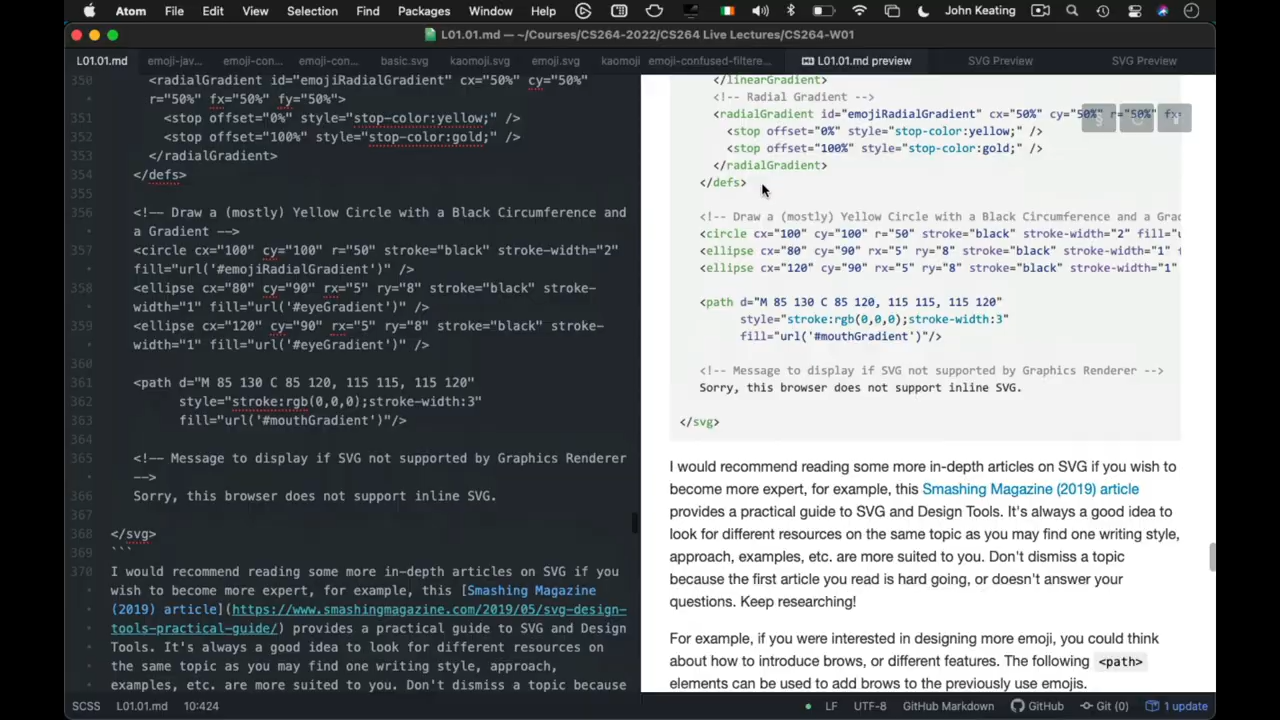 Atom File Edit View Selection Find Packages Window Help John Keating
L01.01.md — ~/Courses/CS264-2022/CS264 Live Lectures/CS264-W01
L01.01.md emoji-jav... emoji-con... emoji-con... basic.svg kaomoji.svg emoji.svg kaomoji emoji-confused-filtere... L01.01.md preview SVG Preview SVG Preview
350 <radialGradient id="emojiRadialGradient" cx="50%" cy="50%"
r="50%" fx="50%" fy="50%">
351 <stop offset="0%" style="stop-color:yellow;" />
352 <stop offset="100%" style="stop-color:gold;" />
353 </radialGradient>
354 </defs>
355
356 <!-- Draw a (mostly) Yellow Circle with a Black Circumference and
a Gradient -->
357 <circle cx="100" cy="100" r="50" stroke="black" stroke-width="2"
fill="url('#emojiRadialGradient')" />
358 <ellipse cx="80" cy="90" rx="5" ry="8" stroke="black" stroke-
width="1" fill="url('#eyeGradient')" />
359 <ellipse cx="120" cy="90" rx="5" ry="8" stroke="black" stroke-
width="1" fill="url('#eyeGradient')" />
360
361 <path d="M 85 130 C 85 120, 115 115, 115 120"
362 style="stroke:rgb(0,0,0);stroke-width:3"
363 fill="url('#mouthGradient')"/>
364
365 <!-- Message to display if SVG not supported by Graphics Renderer
-->
366 Sorry, this browser does not support inline SVG.
367
368 </svg>
369 ```
370 I would recommend reading some more in-depth articles on SVG if you
wish to become more expert, for example, this [Smashing Magazine
(2019) article](https://www.smashingmagazine.com/2019/05/svg-design-
tools-practical-guide/) provides a practical guide to SVG and Design
Tools. It's always a good idea to look for different resources on
the same topic as you may find one writing style, approach,
examples, etc. are more suited to you. Don't dismiss a topic because
</linearGradient>
<!-- Radial Gradient -->
<radialGradient id="emojiRadialGradient" cx="50%" cy="50%" r="50%" fx=
<stop offset="0%" style="stop-color:yellow;" />
<stop offset="100%" style="stop-color:gold;" />
</radialGradient>
</defs>
<!-- Draw a (mostly) Yellow Circle with a Black Circumference and a Grad
<circle cx="100" cy="100" r="50" stroke="black" stroke-width="2" fill="u
<ellipse cx="80" cy="90" rx="5" ry="8" stroke="black" stroke-width="1" f
<ellipse cx="120" cy="90" rx="5" ry="8" stroke="black" stroke-width="1"
<path d="M 85 130 C 85 120, 115 115, 115 120"
style="stroke:rgb(0,0,0);stroke-width:3"
fill="url('#mouthGradient')"/>
<!-- Message to display if SVG not supported by Graphics Renderer -->
Sorry, this browser does not support inline SVG.
</svg>
I would recommend reading some more in-depth articles on SVG if you wish to
become more expert, for example, this Smashing Magazine (2019) article
provides a practical guide to SVG and Design Tools. It's always a good idea to
look for different resources on the same topic as you may find one writing style,
approach, examples, etc. are more suited to you. Don't dismiss a topic
because the first article you read is hard going, or doesn't answer your
questions. Keep researching!
For example, if you were interested in designing more emoji, you could think
about how to introduce brows, or different features. The following <path>
elements can be used to add brows to the previously use emojis.
SCSS L01.01.md 10:424 LF UTF-8 GitHub Markdown GitHub Git (0) 1 update